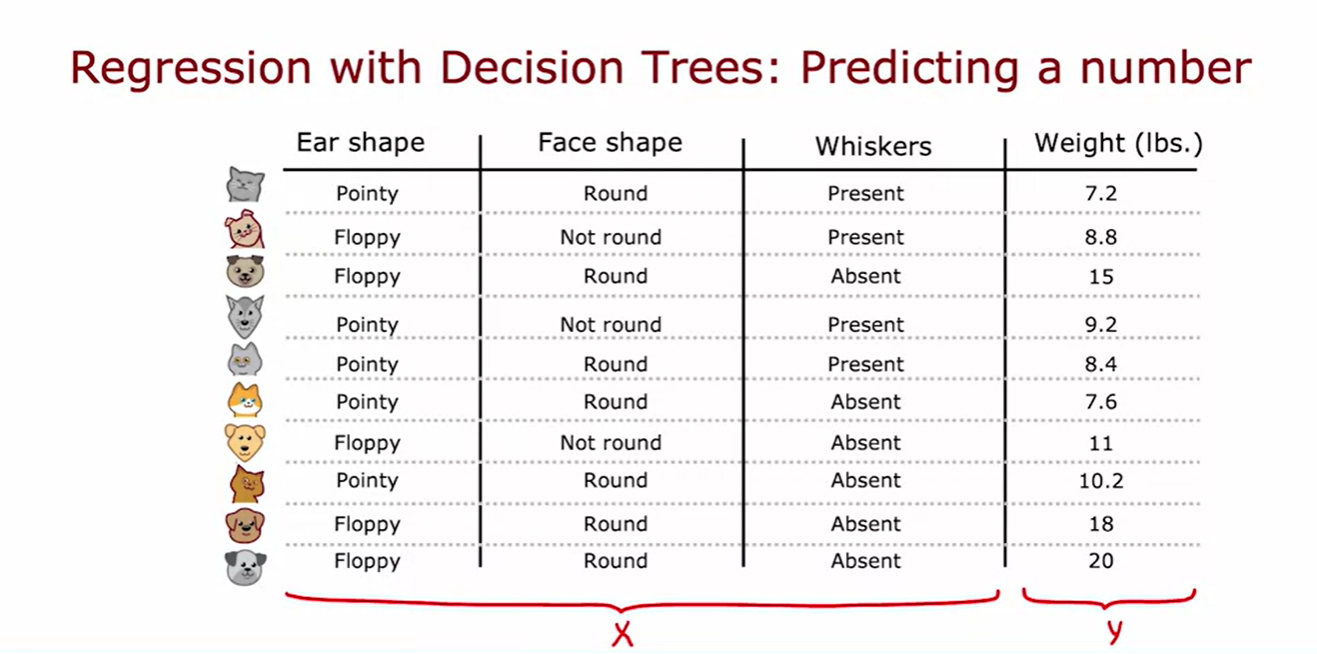 Regression with Decision Trees: Predicting a number
Ear shape Face shape Whiskers Weight (lbs.)
Pointy Round Present 7.2
Floppy Not round Present 8.8
Floppy Round Absent 15
Pointy Not round Present 9.2
Pointy Round Present 8.4
Pointy Round Absent 7.6
Floppy Not round Absent 11
Pointy Round Absent 10.2
Floppy Round Absent 18
Floppy Round Absent 20
X y